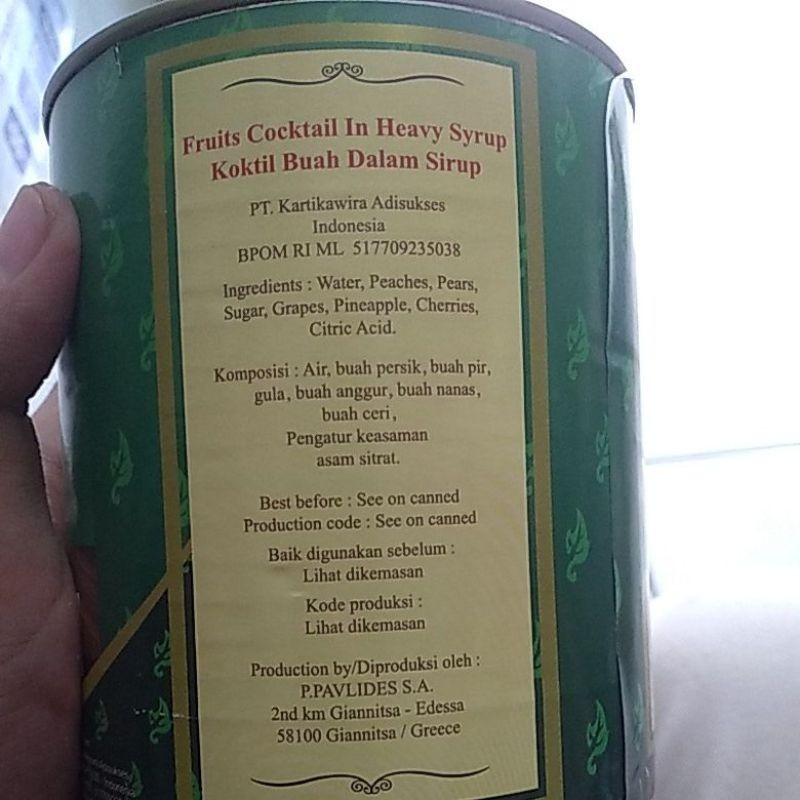 Fruits Cocktail In Heavy Syrup
Koktil Buah Dalam Sirup
PT. Kartikawira Adisukses
Indonesia
BPOM RI ML 517709235038
Ingredients : Water, Peaches, Pears,
Sugar, Grapes, Pineapple, Cherries,
Citric Acid.
Komposisi : Air, buah persik, buah pir,
gula, buah anggur, buah nanas,
buah ceri,
Pengatur keasaman
asam sitrat.
Best before : See on canned
Production code : See on canned
Baik digunakan sebelum :
Lihat dikemasan
Kode produksi :
Lihat dikemasan
Production by/Diproduksi oleh :
P.PAVLIDES S.A.
2nd km Giannitsa - Edessa
58100 Giannitsa / Greece